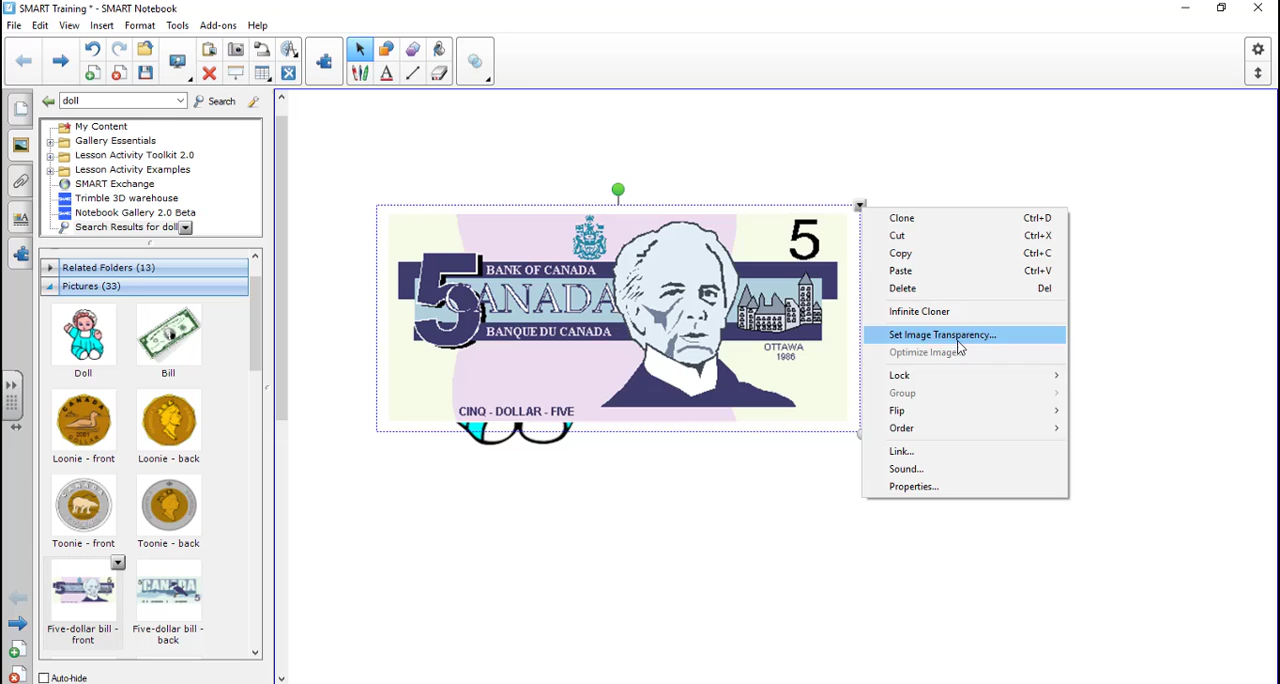 SMART Training * - SMART Notebook
File Edit View Insert Format Tools Add-ons Help
doll Search
My Content
Gallery Essentials
Lesson Activity Toolkit 2.0
Lesson Activity Examples
SMART Exchange
Trimble 3D warehouse
Notebook Gallery 2.0 Beta
Search Results for doll
Related Folders (13)
Pictures (33)
Doll Bill
Loonie - front Loonie - back
Toonie - front Toonie - back
Five-dollar bill - front
Five-dollar bill - back
Auto-hide
5
BANK OF CANADA
5 CANADA
BANQUE DU CANADA
OTTAWA
1986
CINQ - DOLLAR - FIVE
Clone Ctrl+D
Cut Ctrl+X
Copy Ctrl+C
Paste Ctrl+V
Delete Del
Infinite Cloner
Set Image Transparency...
Optimize Image
Lock
Group
Flip
Order
Link...
Sound...
Properties...